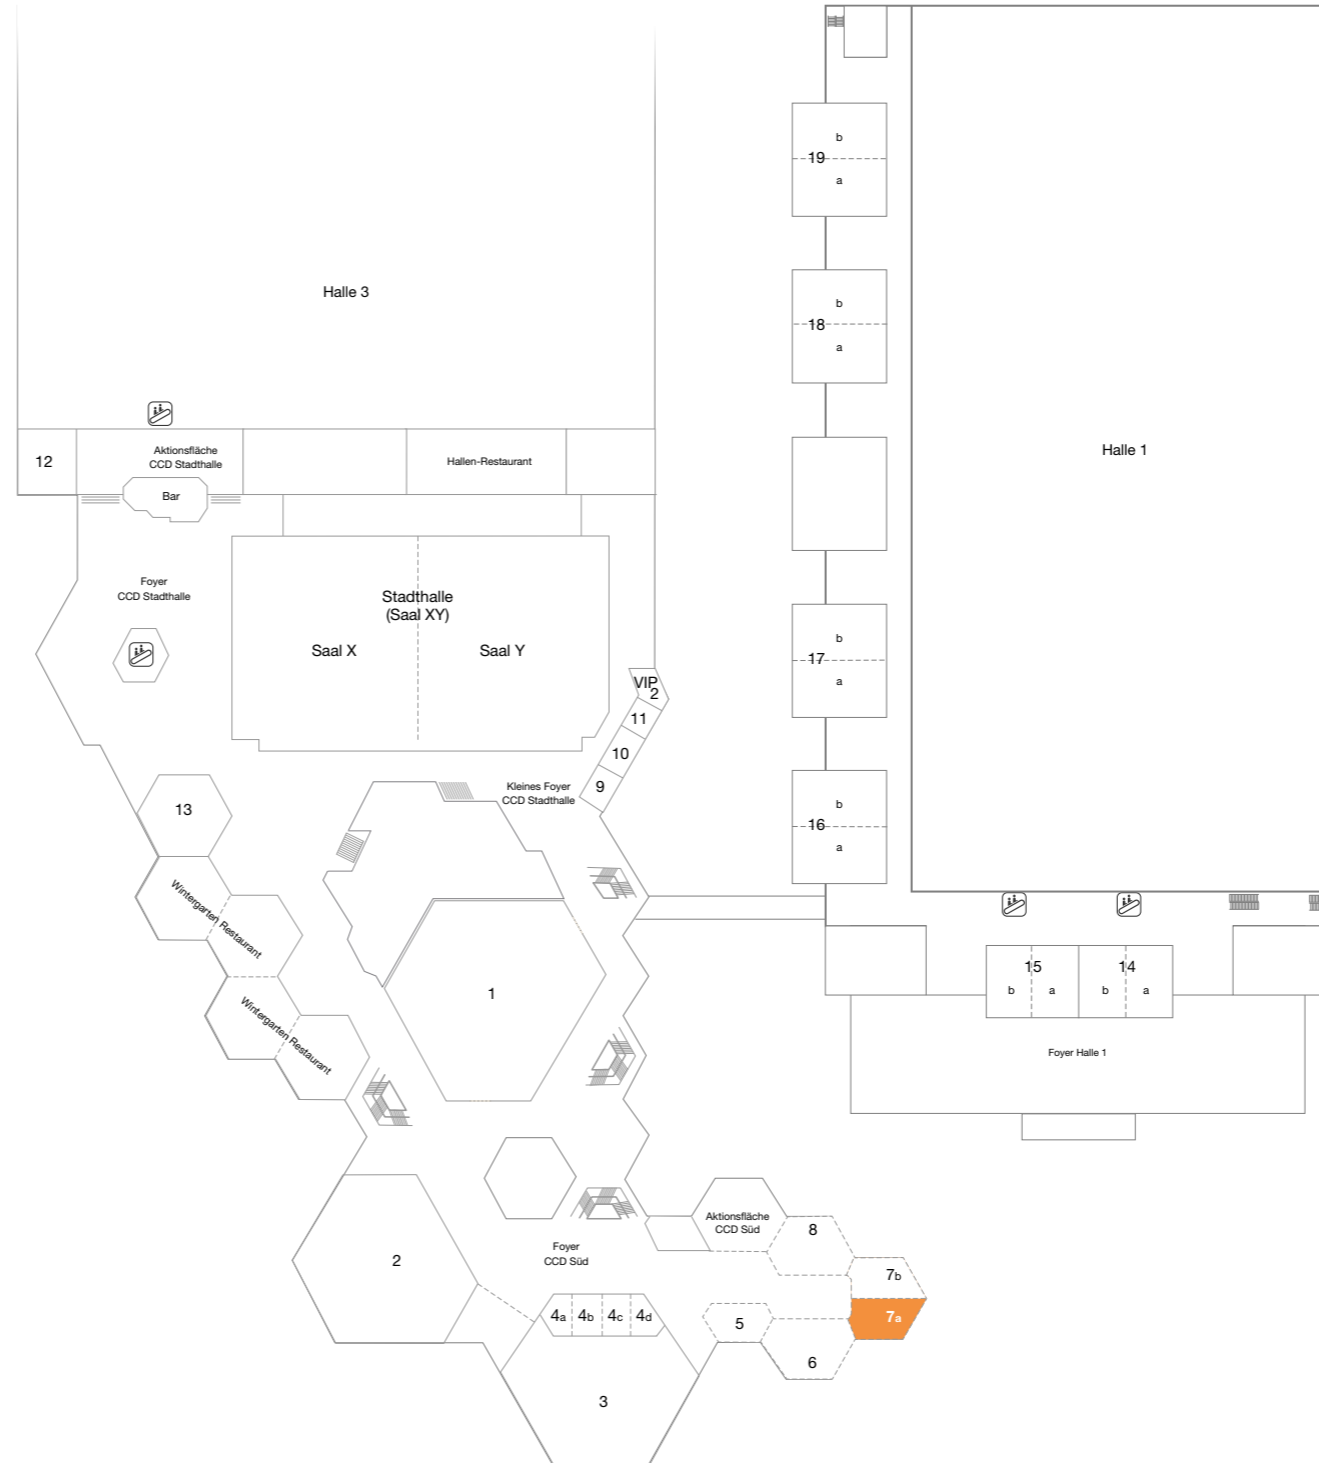 b
19
a
Halle 3
b
18
a
Halle 1
12
Aktionsfläche
CCD Stadthalle
Hallen-Restaurant
Bar
Foyer
CCD Stadthalle
Stadthalle
(Saal XY)
Saal X
Saal Y
b
17
a
VIP
2
11
10
9
Kleines Foyer
CCD Stadthalle
b
16
a
13
Wintergarten Restaurant
Wintergarten Restaurant
1
15
b
a
14
b
a
Foyer Halle 1
Aktionsfläche
CCD Süd
8
Foyer
CCD Süd
2
7b
7a
4a
4b
4c
4d
5
6
3